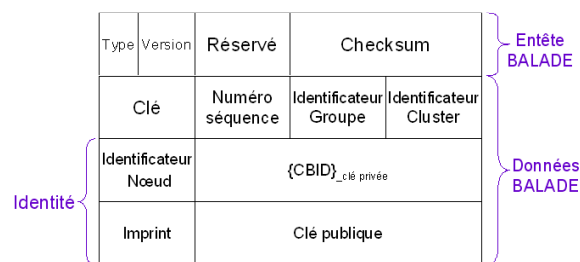 Type Version Réservé Checksum
Entête
BALADE
Clé
Numéro
séquence
Identificateur
Groupe
Identificateur
Cluster
Identité
Identificateur
Nœud
{CBID}_clé privée
Données
BALADE
Imprint
Clé publique